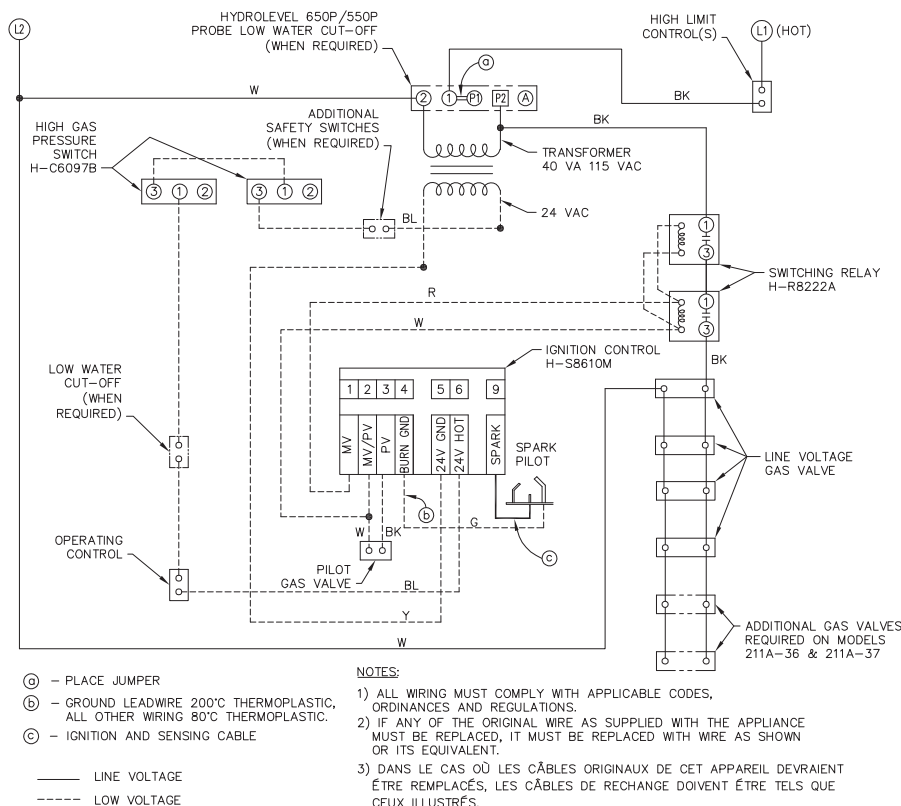 L2
HYDROLEVEL 650P/550P
PROBE LOW WATER CUT-OFF
(WHEN REQUIRED)
HIGH LIMIT
CONTROL(S)
L1 (HOT)
a
W
2 1 P1 P2 A
BK
HIGH GAS
PRESSURE
SWITCH
H-C6097B
ADDITIONAL
SAFETY SWITCHES
(WHEN REQUIRED)
BK
TRANSFORMER
40 VA 115 VAC
3 1 2
3 1 2
BL
24 VAC
1
3
SWITCHING RELAY
H-R8222A
1
3
R
W
BK
IGNITION CONTROL
H-S8610M
LOW WATER
CUT-OFF
(WHEN
REQUIRED)
1 2 3 4 5 6 9
MV
MV/PV
PV
BURN GND
24V GND
24V HOT
SPARK
SPARK
PILOT
LINE VOLTAGE
GAS VALVE
b
G
c
W BK
OPERATING
CONTROL
PILOT
GAS VALVE
BL
Y
W
ADDITIONAL GAS VALVES
REQUIRED ON MODELS
211A-36 & 211A-37
a - PLACE JUMPER
b - GROUND LEADWIRE 200°C THERMOPLASTIC,
ALL OTHER WIRING 80°C THERMOPLASTIC.
c - IGNITION AND SENSING CABLE
LINE VOLTAGE
LOW VOLTAGE
NOTES:
1) ALL WIRING MUST COMPLY WITH APPLICABLE CODES,
ORDINANCES AND REGULATIONS.
2) IF ANY OF THE ORIGINAL WIRE AS SUPPLIED WITH THE APPLIANCE
MUST BE REPLACED, IT MUST BE REPLACED WITH WIRE AS SHOWN
OR ITS EQUIVALENT.
3) DANS LE CAS OÙ LES CÂBLES ORIGINAUX DE CET APPAREIL DEVRAIENT
ÉTRE REMPLACÉS, LES CÂBLES DE RECHANGE DOIVENT ÉTRE TELS QUE
CEUX ILLUSTRÉS.